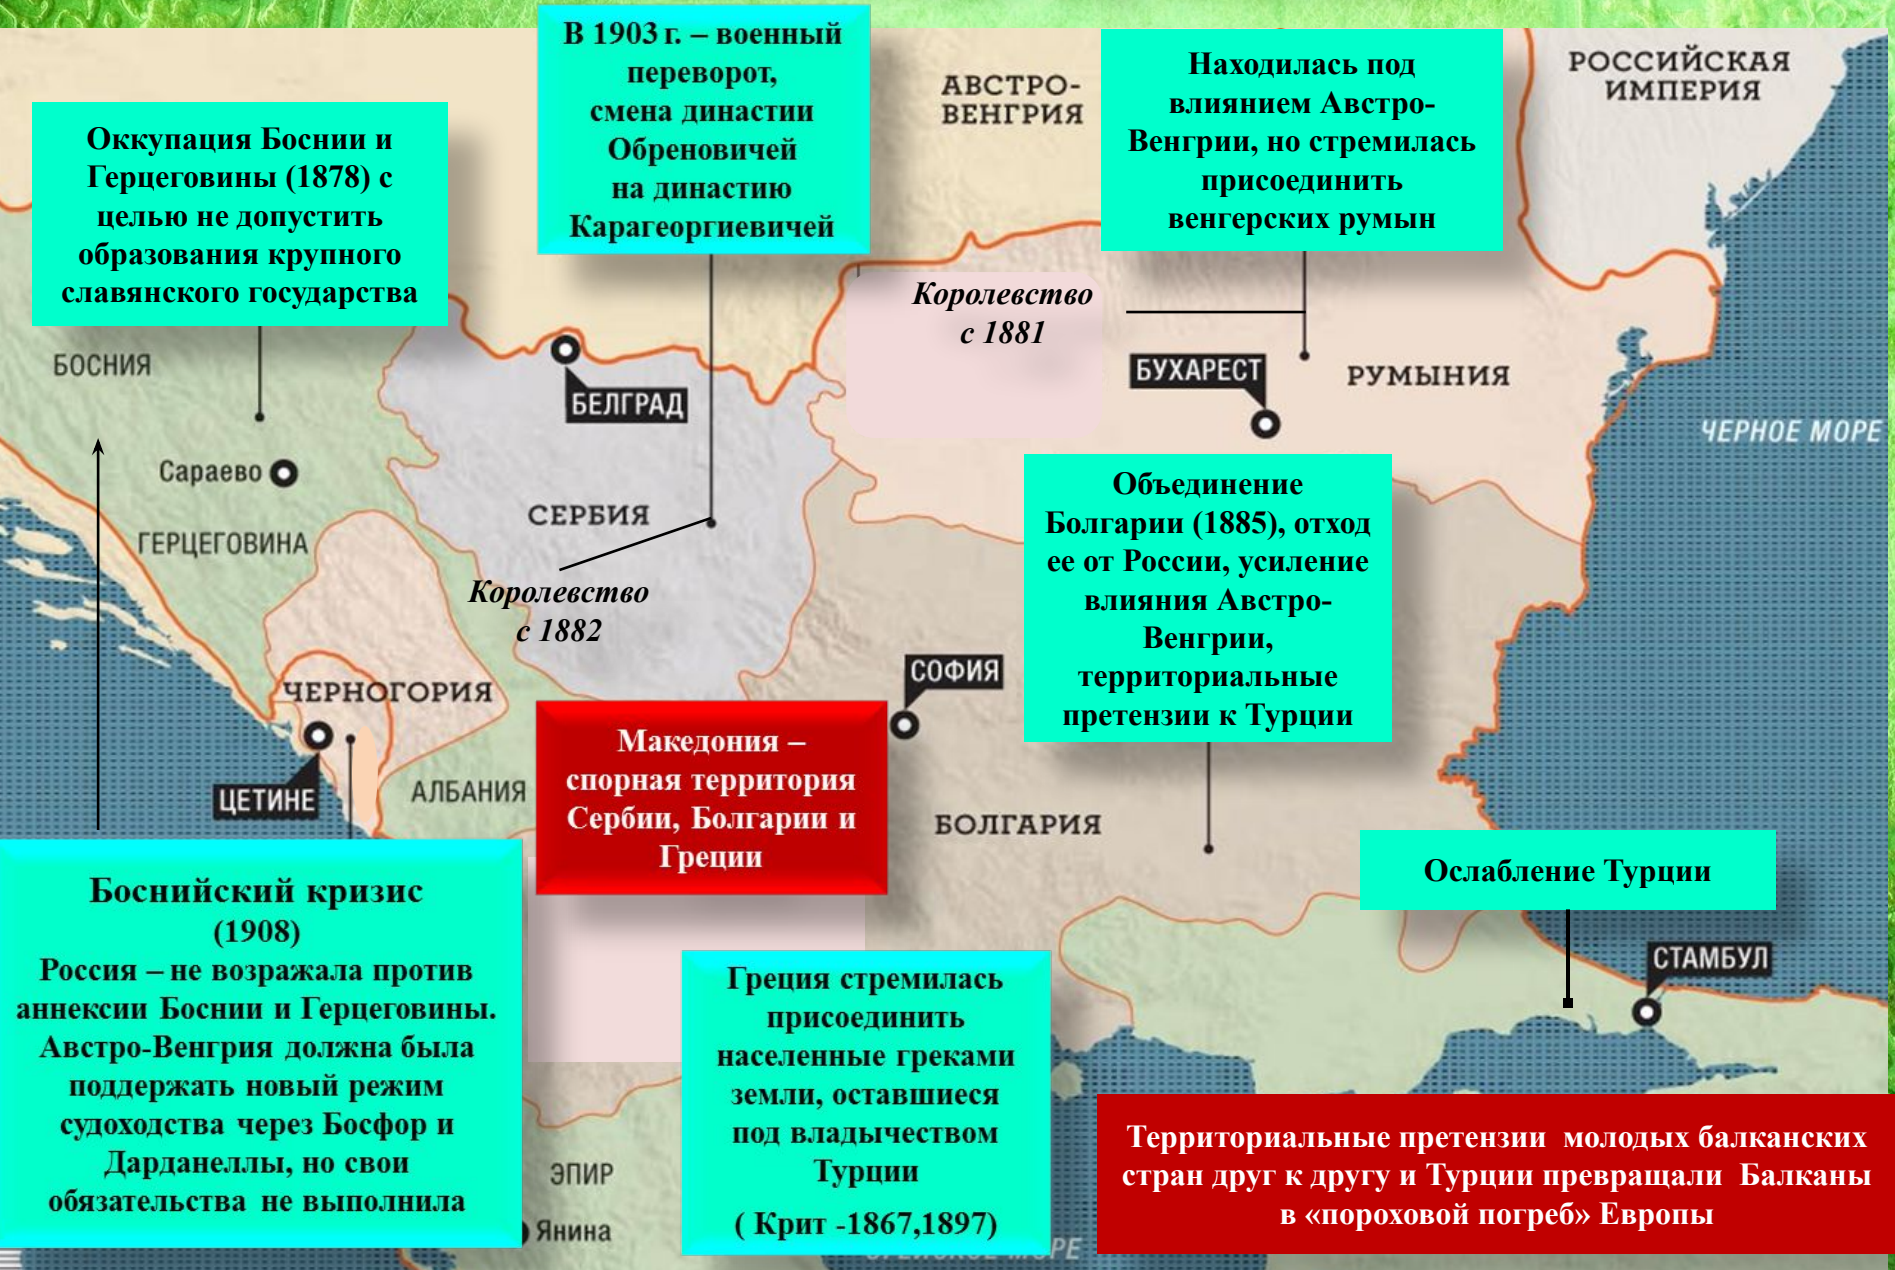 В 1903 г. – военный
переворот,
смена династии
Обреновичей
на династию
Карагеоргиевичей
АВСТРО-
ВЕНГРИЯ
Находилась под
влиянием Австро-
Венгрии, но стремилась
присоединить
венгерских румын
РОССИЙСКАЯ
ИМПЕРИЯ
Оккупация Боснии и
Герцеговины (1878) с
целью не допустить
образования крупного
славянского государства
Королевство
с 1881
БОСНИЯ
БЕЛГРАД
БУХАРЕСТ
РУМЫНИЯ
ЧЕРНОЕ МОРЕ
Сараево
СЕРБИЯ
ГЕРЦЕГОВИНА
Королевство
с 1882
Объединение
Болгарии (1885), отход
ее от России, усиление
влияния Австро-
Венгрии,
территориальные
претензии к Турции
СОФИЯ
ЧЕРНОГОРИЯ
ЦЕТИНЕ
АЛБАНИЯ
Македония –
спорная территория
Сербии, Болгарии и
Греции
БОЛГАРИЯ
Ослабление Турции
СТАМБУЛ
Боснийский кризис
(1908)
Россия – не возражала против
аннексии Боснии и Герцеговины.
Австро-Венгрия должна была
поддержать новый режим
судоходства через Босфор и
Дарданеллы, но свои
обязательства не выполнила
Греция стремилась
присоединить
населенные греками
земли, оставшиеся
под владычеством
Турции
( Крит -1867,1897)
ЭПИР
Янина
Территориальные претензии молодых балканских
стран друг к другу и Турции превращали Балканы
в «пороховой погреб» Европы